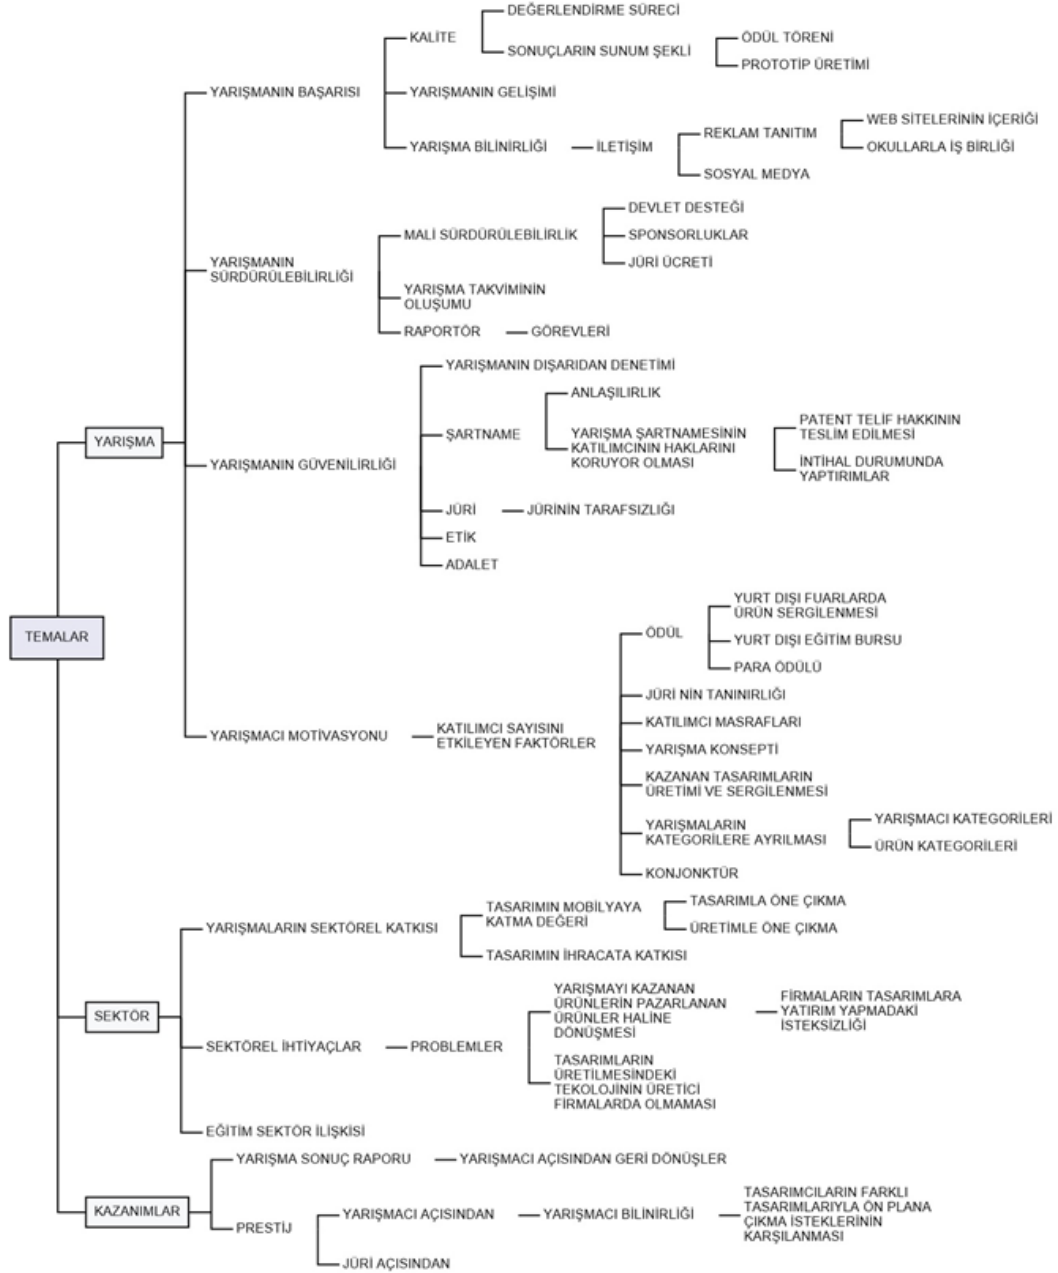 DEĞERLENDİRME SÜRECİ
KALİTE
SONUÇLARIN SUNUM ŞEKLİ
ÖDÜL TÖRENİ
PROTOTİP ÜRETİMİ
YARIŞMANIN BAŞARISI
YARIŞMANIN GELİŞİMİ
YARIŞMA BİLİNİRLİĞİ
İLETİŞİM
REKLAM TANITIM
WEB SİTELERİNİN İÇERİĞİ
OKULLARLA İŞ BİRLİĞİ
SOSYAL MEDYA
YARIŞMANIN
SÜRDÜRÜLEBİLİRLİĞİ
MALİ SÜRDÜRÜLEBİLİRLİK
DEVLET DESTEĞİ
SPONSORLUKLAR
JÜRİ ÜCRETİ
YARIŞMA TAKVİMİNİN
OLUŞUMU
RAPORTÖR
GÖREVLERİ
YARIŞMA
YARIŞMANIN GÜVENİLİRLİĞİ
YARIŞMANIN DIŞARIDAN DENETİMİ
ŞARTNAME
ANLAŞILIRLIK
YARIŞMA ŞARTNAMESİNİN
KATILIMCININ HAKLARINI
KORUYOR OLMASI
PATENT TELİF HAKKININ
TESLİM EDİLMESİ
İNTİHAL DURUMUNDA
YAPTIRIMLAR
JÜRİ
JÜRİNİN TARAFSIZLIĞI
ETİK
ADALET
TEMALAR
YARIŞMACI MOTİVASYONU
KATILIMCI SAYISINI
ETKİLEYEN FAKTÖRLER
ÖDÜL
YURT DIŞI FUARLARDA
ÜRÜN SERGİLENMESİ
YURT DIŞI EĞİTİM BURSU
PARA ÖDÜLÜ
JÜRİ NİN TANINIRLIĞI
KATILIMCI MASRAFLARI
YARIŞMA KONSEPTİ
KAZANAN TASARIMLARIN
ÜRETİMİ VE SERGİLENMESİ
YARIŞMALARIN
KATEGORİLERE AYRILMASI
YARIŞMACI KATEGORİLERİ
ÜRÜN KATEGORİLERİ
KONJONKTÜR
SEKTÖR
YARIŞMALARIN SEKTÖREL KATKISI
TASARIMIN MOBİLYAYA
KATMA DEĞERİ
TASARIMLA ÖNE ÇIKMA
ÜRETİMLE ÖNE ÇIKMA
TASARIMIN İHRACATA KATKISI
SEKTÖREL İHTİYAÇLAR
PROBLEMLER
YARIŞMAYI KAZANAN
ÜRÜNLERİN PAZARLANAN
ÜRÜNLER HALİNE
DÖNÜŞMESİ
FİRMALARIN TASARIMLARA
YATIRIM YAPMADAKİ
İSTEKSİZLİĞİ
TASARIMLARIN
ÜRETİLMESİNDEKİ
TEKOLOJİNİN ÜRETİCİ
FİRMALARDA OLMAMASI
EĞİTİM SEKTÖR İLİŞKİSİ
KAZANIMLAR
YARIŞMA SONUÇ RAPORU
YARIŞMACI AÇISINDAN GERİ DÖNÜŞLER
PRESTİJ
YARIŞMACI AÇISINDAN
YARIŞMACI BİLİNİRLİĞİ
TASARIMCILARIN FARKLI
TASARIMLARIYLA ÖN PLANA
ÇIKMA İSTEKLERİNİN
KARŞILANMASI
JÜRİ AÇISINDAN